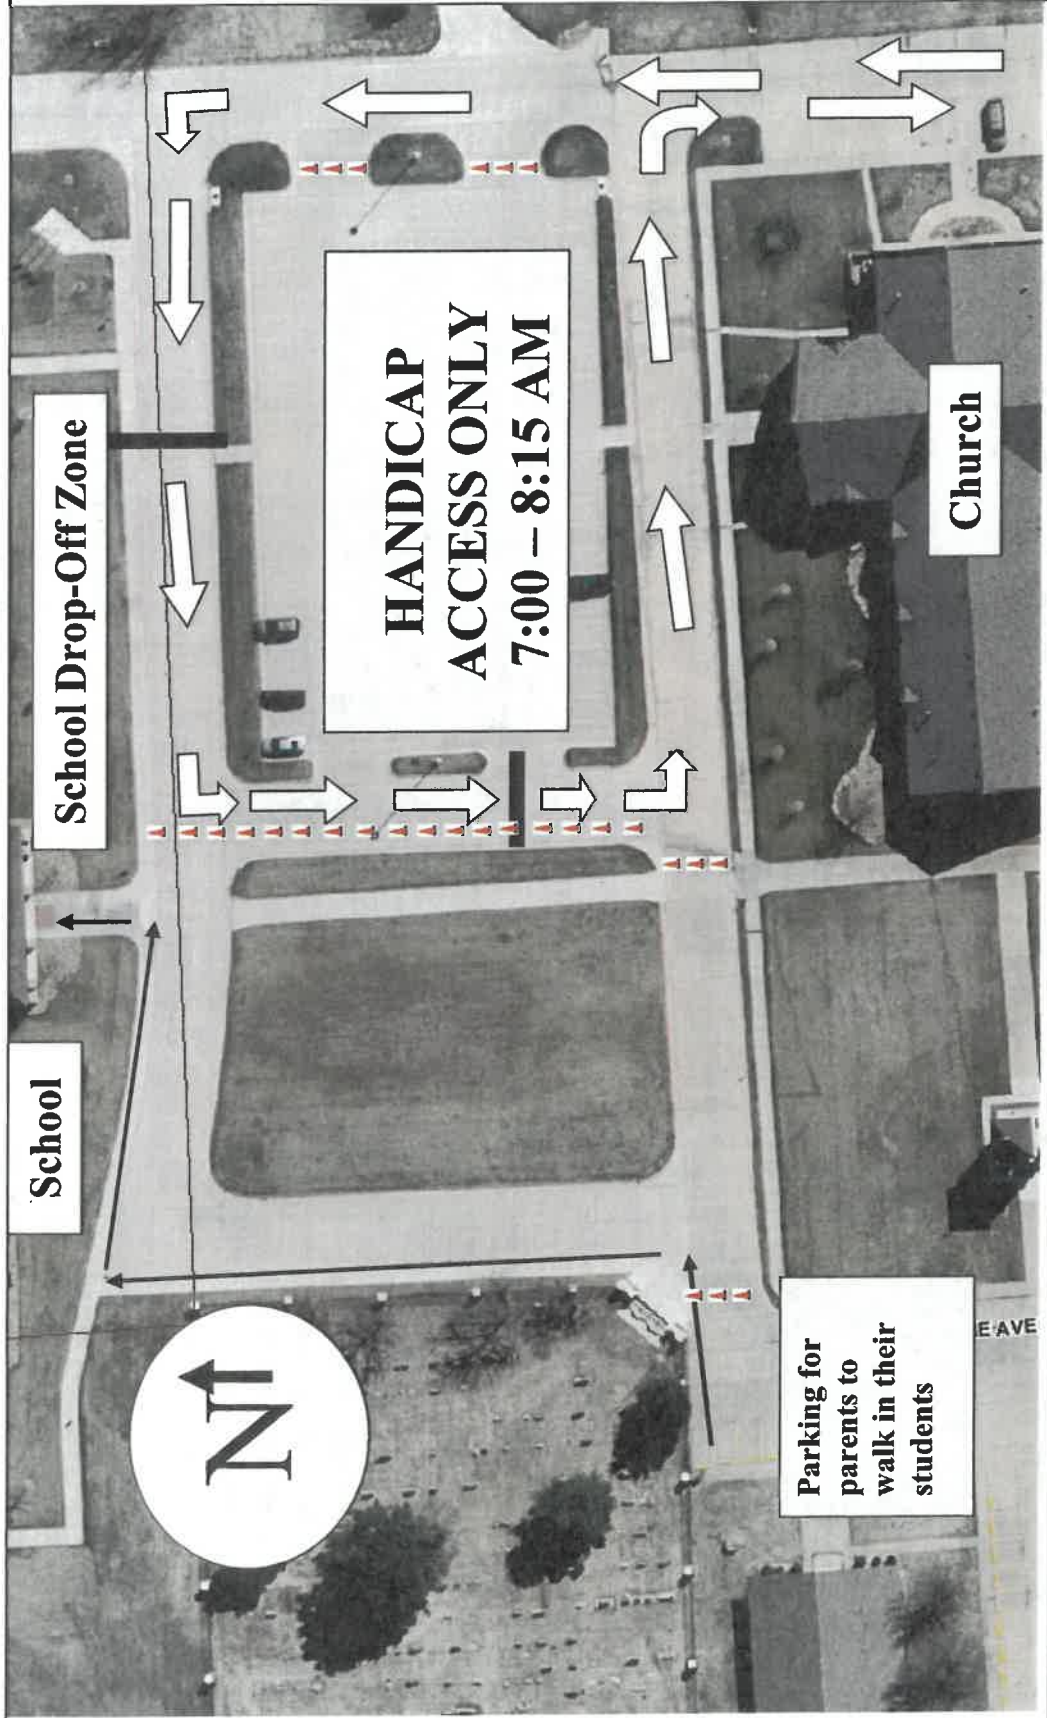 School
School Drop-Off Zone
N
HANDICAP
ACCESS ONLY
7:00 – 8:15 AM
Parking for
parents to
walk in their
students
Church
E AVE